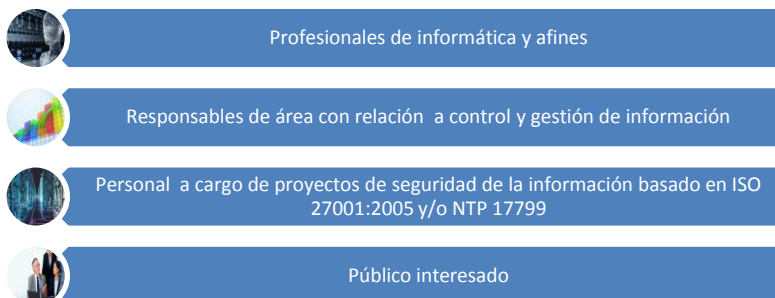 Profesionales de informática y afines
Responsables de área con relación  a control y gestión de información
Personal  a cargo de proyectos de seguridad de la información basado en ISO
27001:2005 y/o NTP 17799
Público interesado